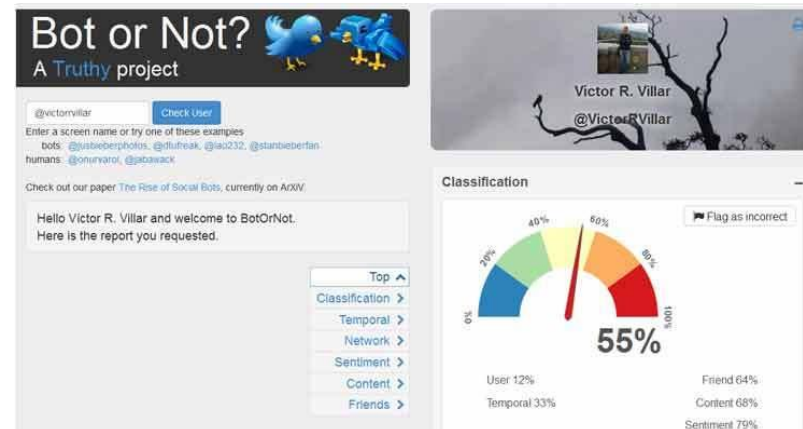 Bot or Not?
A Truthy project
@victorrvillar
Check User
Enter a screen name or try one of these examples
bots: @justbieberphotos, @dfufreak, @lao232, @stanbieberfan
humans: @onurvarol, @jabawack
Check out our paper The Rise of Social Bots, currently on ArXiV.
Hello Victor R. Villar and welcome to BotOrNot.
Here is the report you requested.
Top
Classification
Temporal
Network
Sentiment
Content
Friends
Victor R. Villar
@VictorRVillar
Classification
Flag as incorrect
0%
20%
40%
60%
80%
100%
55%
User 12%
Friend 64%
Temporal 33%
Content 68%
Sentiment 79%